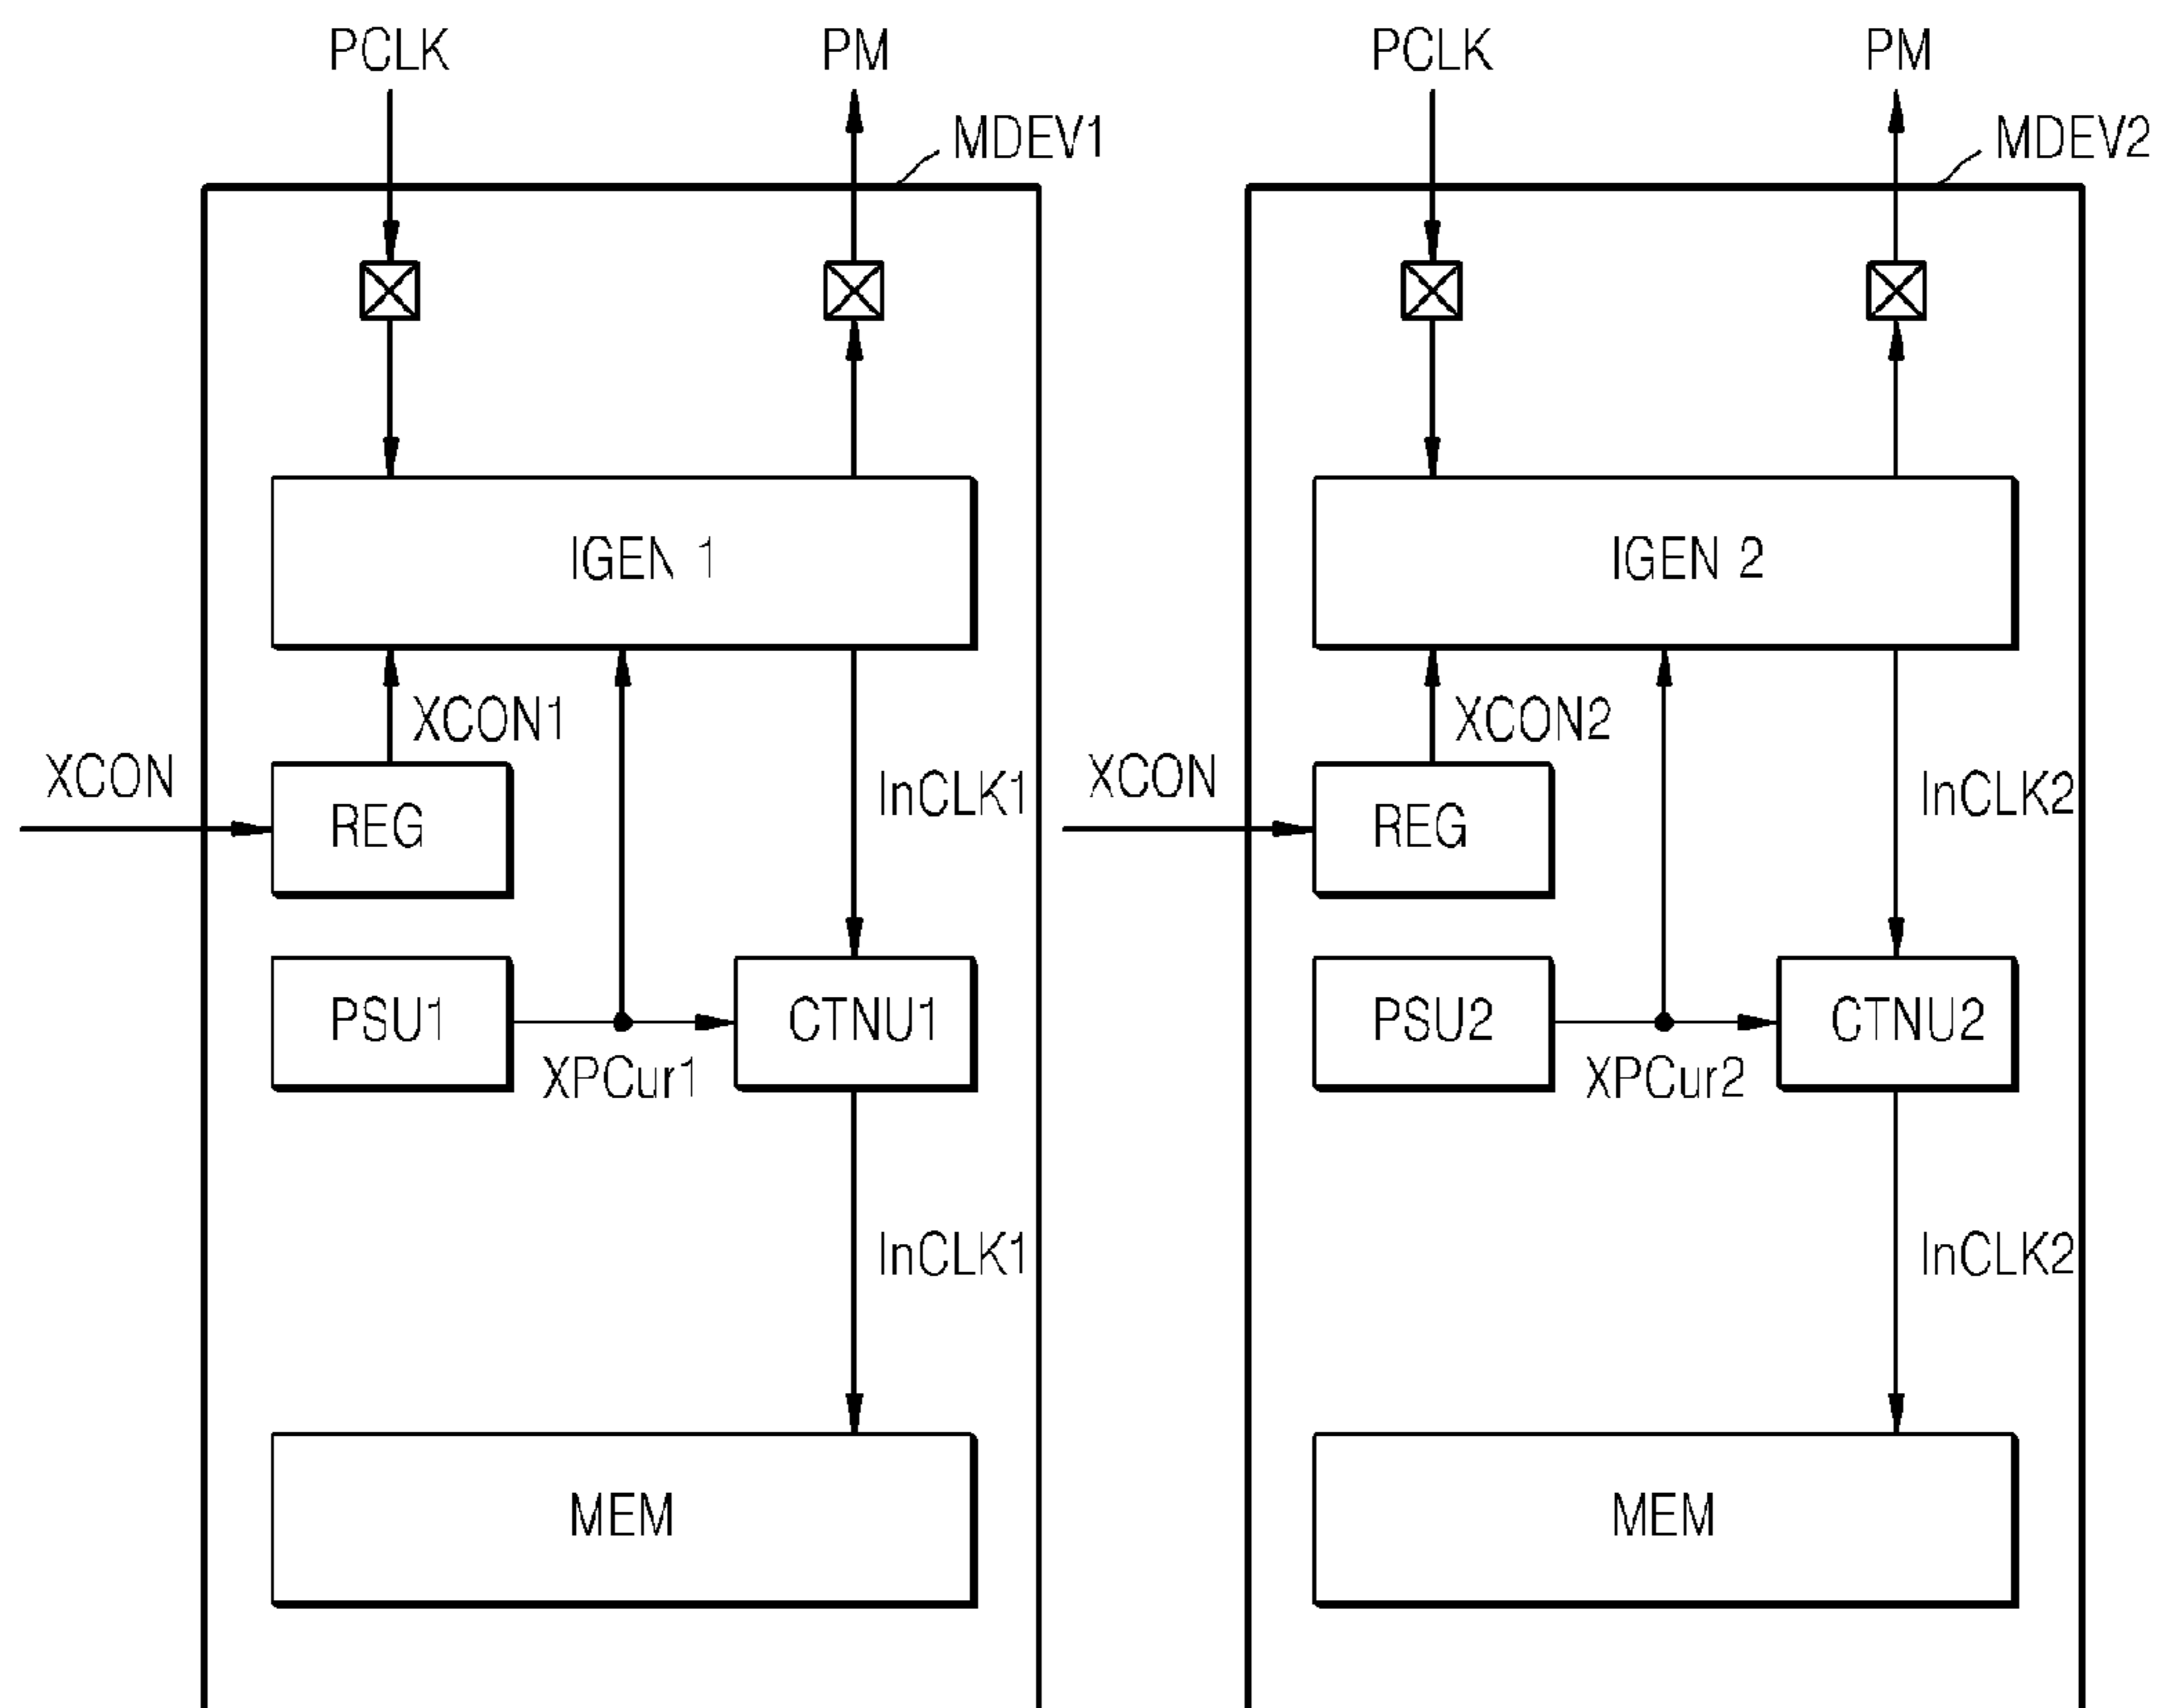 PCLK
PM
MDEV1
IGEN 1
XCON1
XCON
REG
InCLK1
PSU1
CTNU1
XPCur1
InCLK1
MEM
PCLK
PM
MDEV2
IGEN 2
XCON2
XCON
REG
InCLK2
PSU2
CTNU2
XPCur2
InCLK2
MEM